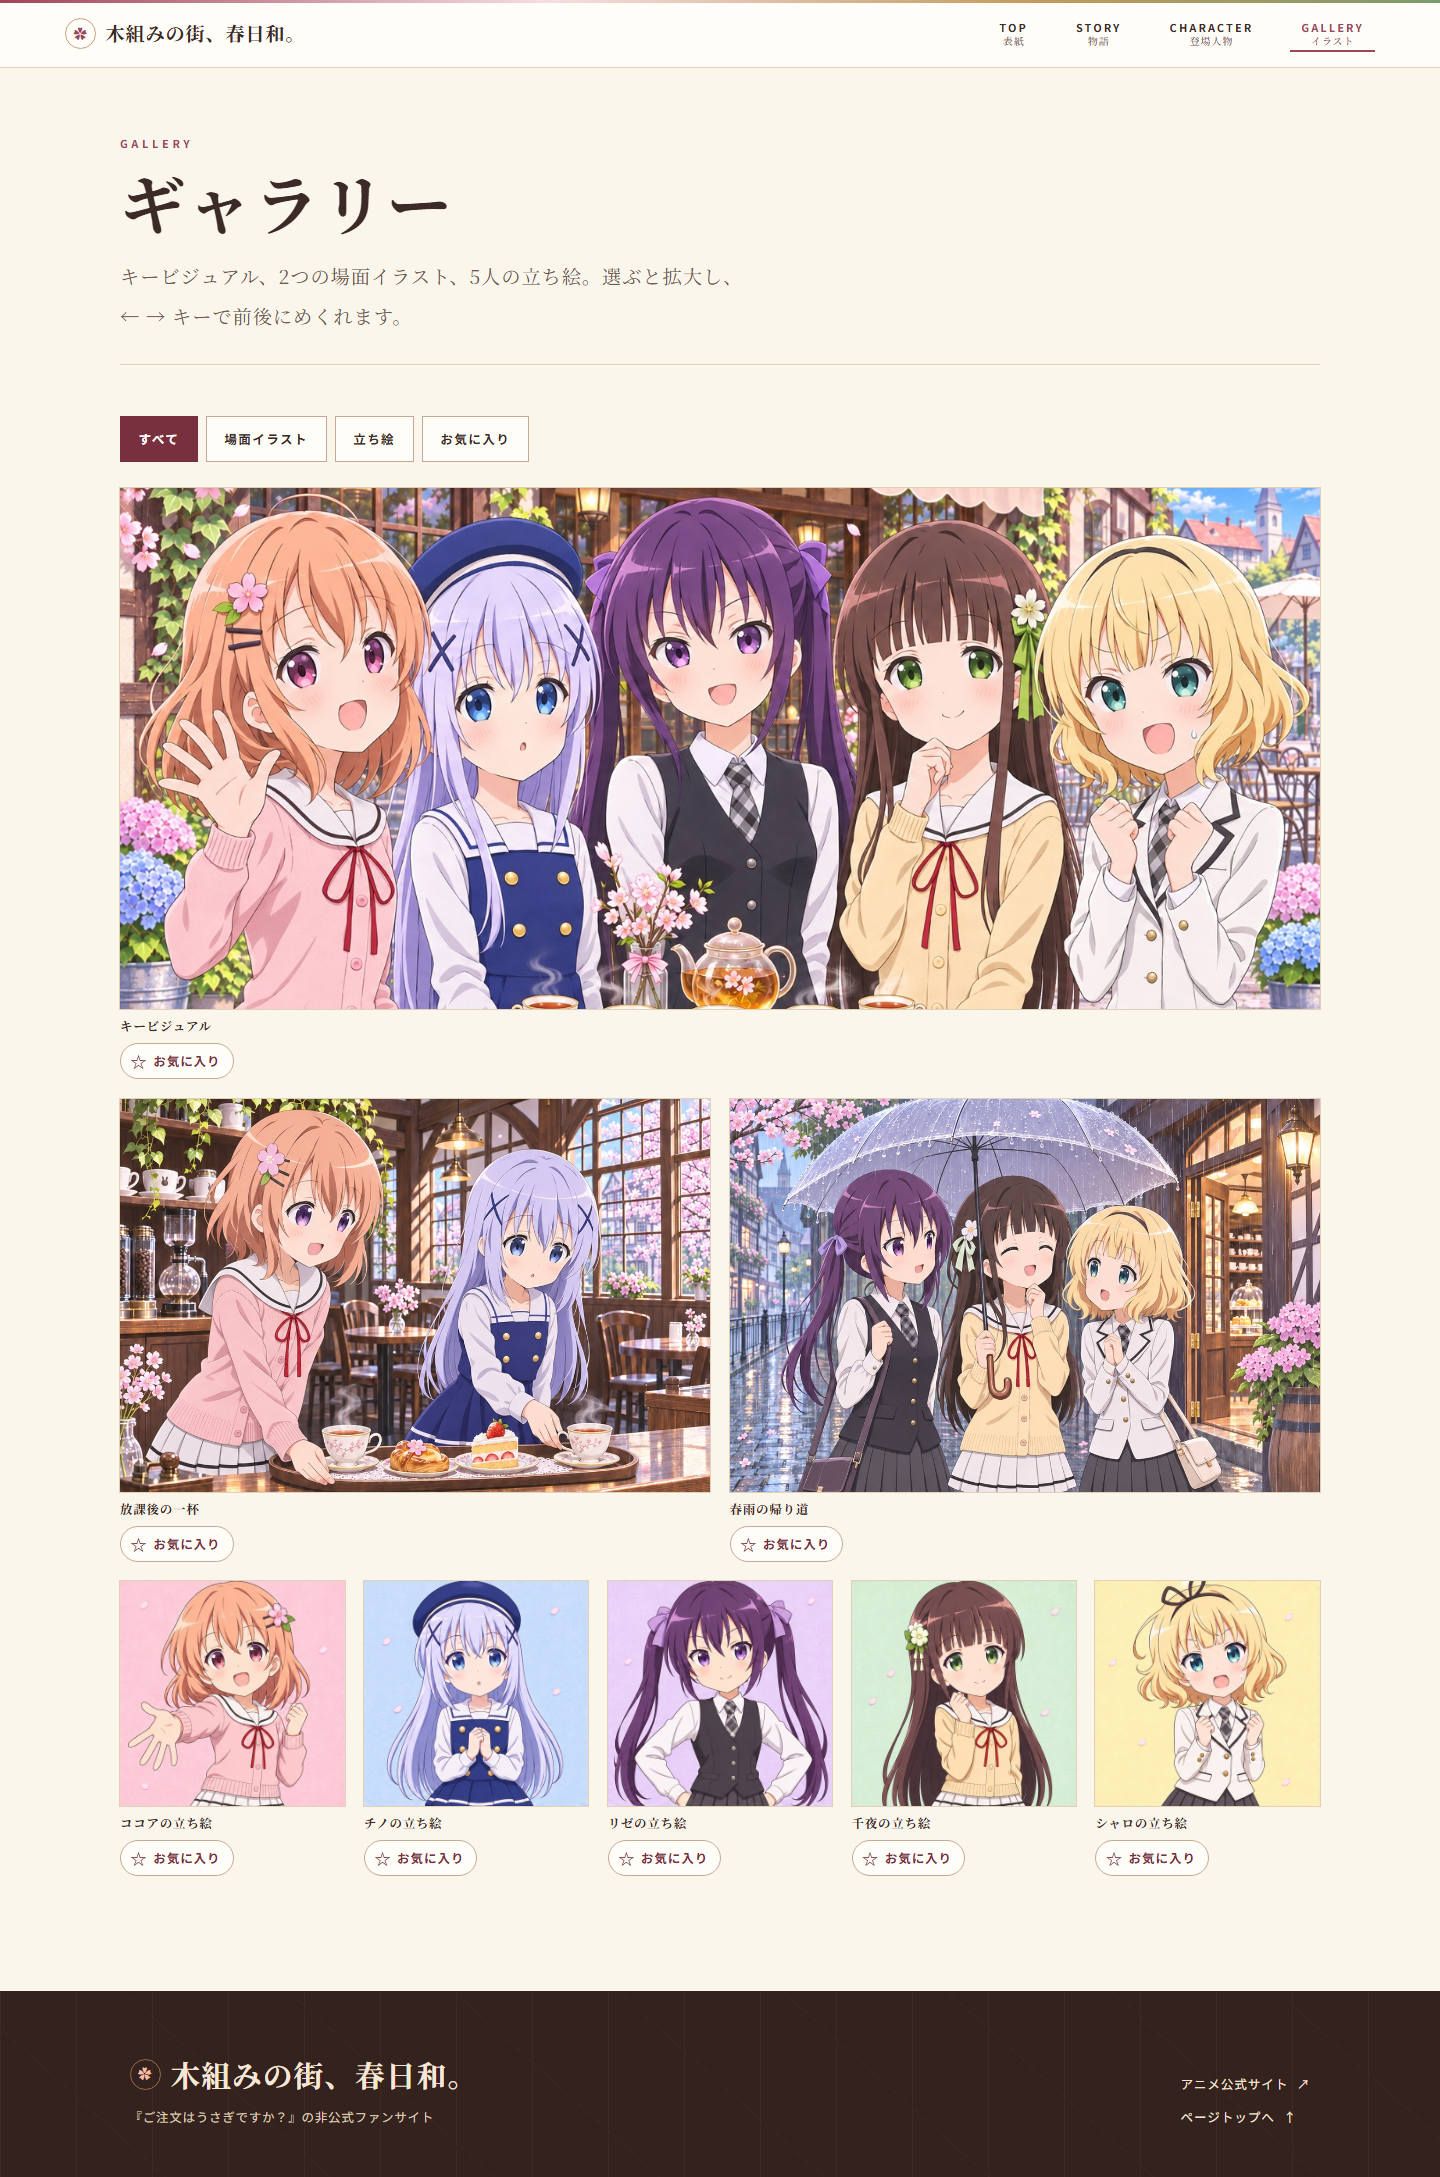 木組みの街、春日和。
TOP
表紙
STORY
物語
CHARACTER
登場人物
GALLERY
イラスト
GALLERY
ギャラリー
キービジュアル、2つの場面イラスト、5人の立ち絵。選ぶと拡大し、
← → キーで前後にめくれます。
すべて
場面イラスト
立ち絵
お気に入り
キービジュアル
☆ お気に入り
放課後の一杯
☆ お気に入り
春雨の帰り道
☆ お気に入り
ココアの立ち絵
☆ お気に入り
チノの立ち絵
☆ お気に入り
リゼの立ち絵
☆ お気に入り
千夜の立ち絵
☆ お気に入り
シャロの立ち絵
☆ お気に入り
木組みの街、春日和。
『ご注文はうさぎですか？』の非公式ファンサイト
アニメ公式サイト ↗
ページトップへ ↑